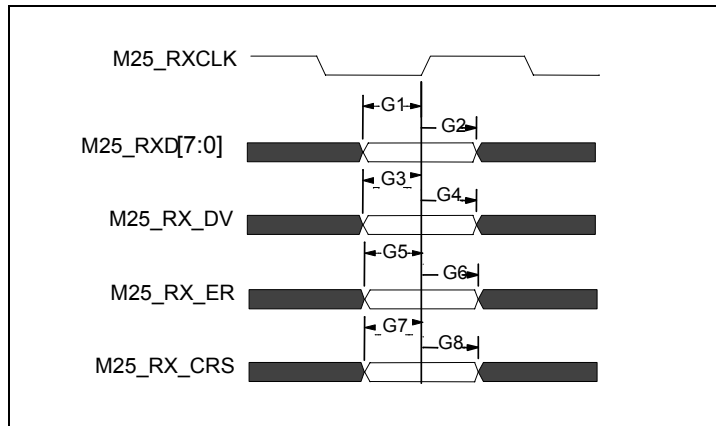 M25_RXCLK
G1
G2
M25_RXD[7:0]
G3
G4
M25_RX_DV
G5
G6
M25_RX_ER
G7
G8
M25_RX_CRS